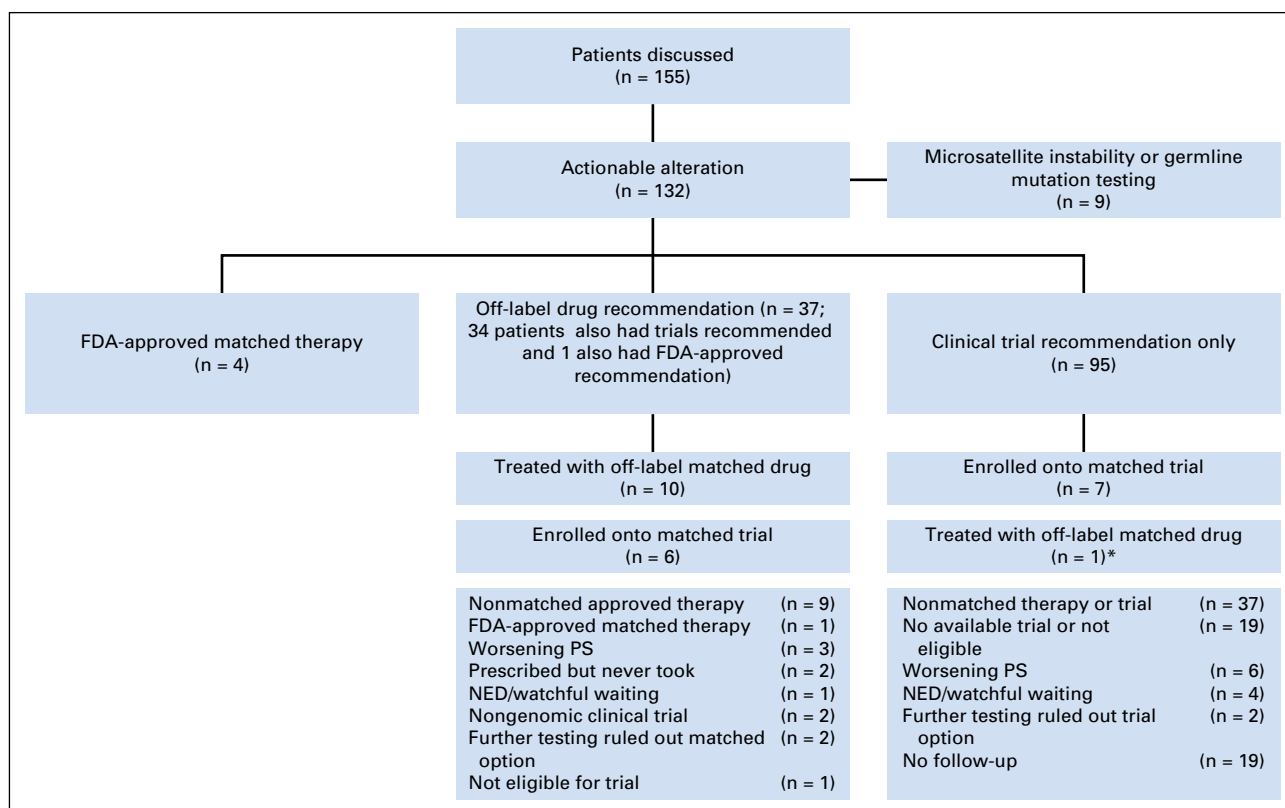 Patients discussed
(n = 155)
Actionable alteration
(n = 132)
Microsatellite instability or germline
mutation testing
(n = 9)
FDA-approved matched therapy
(n = 4)
Off-label drug recommendation (n = 37;
34 patients also had trials recommended
and 1 also had FDA-approved
recommendation)
Clinical trial recommendation only
(n = 95)
Treated with off-label matched drug
(n = 10)
Enrolled onto matched trial
(n = 6)
Nonmatched approved therapy (n = 9)
FDA-approved matched therapy (n = 1)
Worsening PS (n = 3)
Prescribed but never took (n = 2)
NED/watchful waiting (n = 1)
Nongenomic clinical trial (n = 2)
Further testing ruled out matched (n = 2)
option
Not eligible for trial (n = 1)
Enrolled onto matched trial
(n = 7)
Treated with off-label matched drug
(n = 1)*
Nonmatched therapy or trial (n = 37)
No available trial or not (n = 19)
eligible
Worsening PS (n = 6)
NED/watchful waiting (n = 4)
Further testing ruled out trial (n = 2)
option
No follow-up (n = 19)